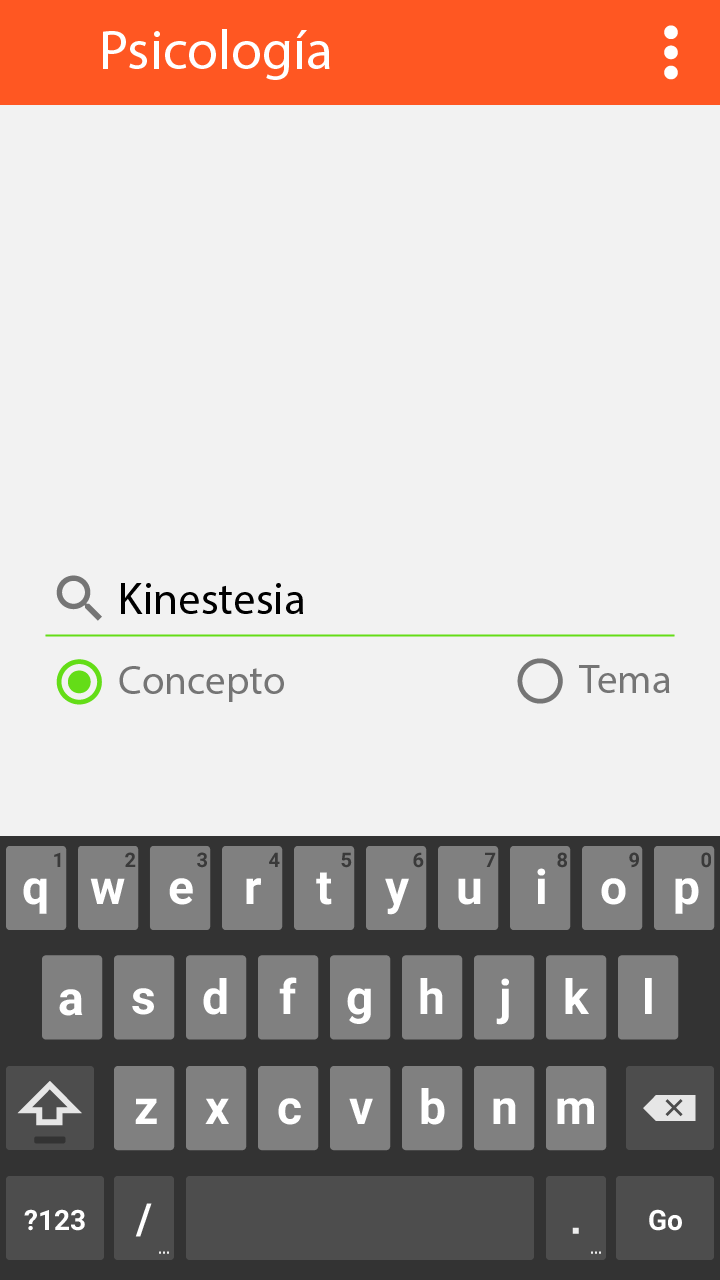 Psicología
Kinestesia
Concepto Tema
1 2 3 4 5 6 7 8 9 0
q w e r t y u i o p
a s d f g h j k l
z x c v b n m
?123 / ... . ... Go